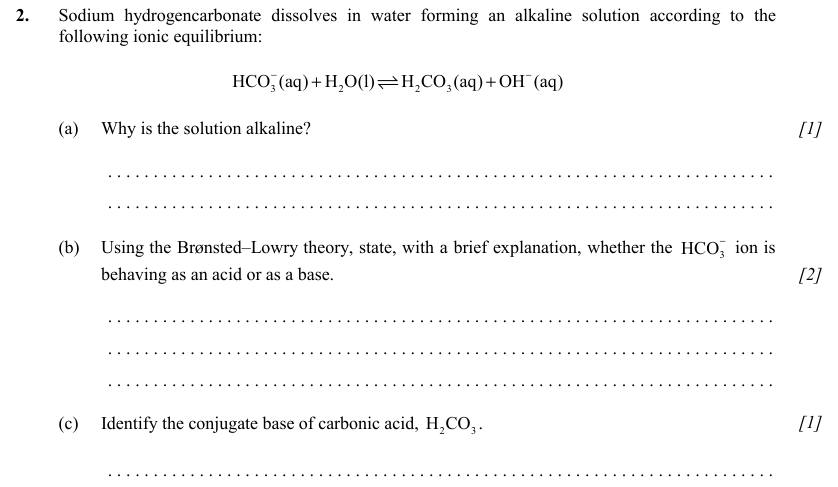 2. Sodium hydrogencarbonate dissolves in water forming an alkaline solution according to the
following ionic equilibrium:
HCO₃⁻(aq)+H₂O(l)⇌H₂CO₃(aq)+OH⁻(aq)
(a) Why is the solution alkaline? [1]
(b) Using the Brønsted–Lowry theory, state, with a brief explanation, whether the HCO₃⁻ ion is
behaving as an acid or as a base. [2]
(c) Identify the conjugate base of carbonic acid, H₂CO₃. [1]